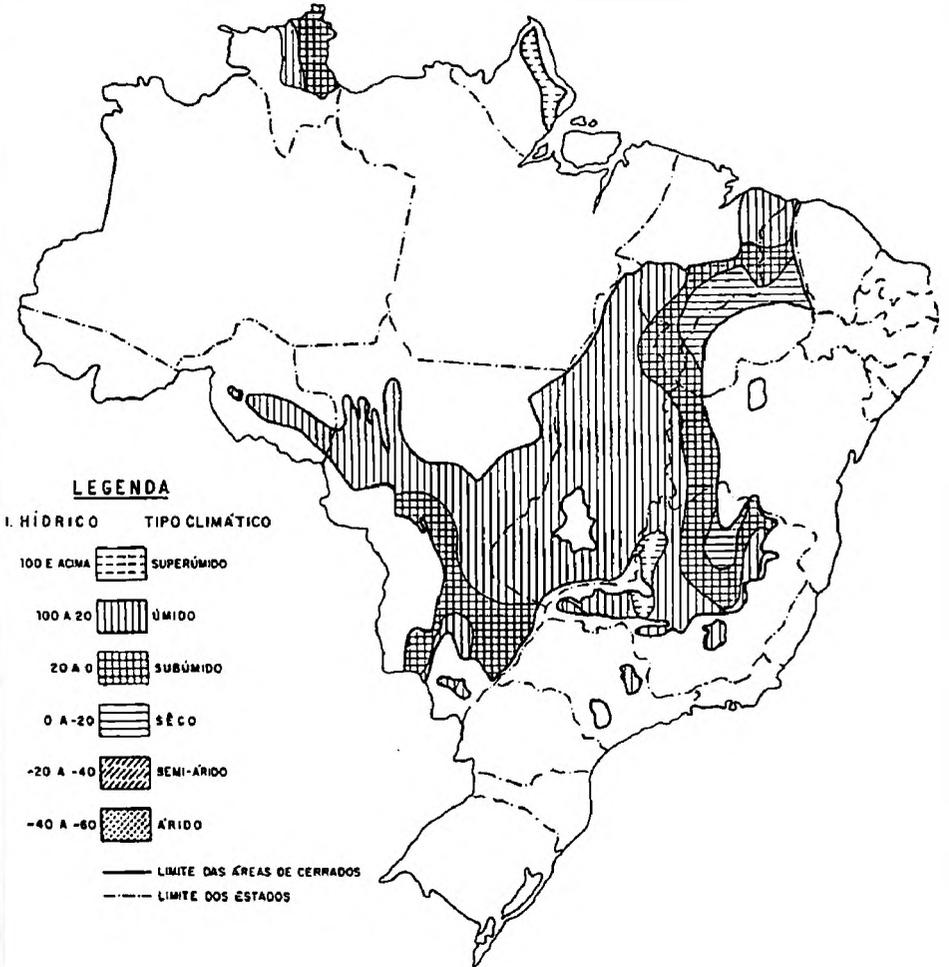 LEGENDA
I. HÍDRICO TIPO CLIMÁTICO
100 E ACIMA SUPERÚMIDO
100 A 20 ÚMIDO
20 A 0 SUBÚMIDO
0 A -20 SÊCO
-20 A -40 SEMI-ÁRIDO
-40 A -60 ÁRIDO
LIMITE DAS ÁREAS DE CERRADOS
LIMITE DOS ESTADOS